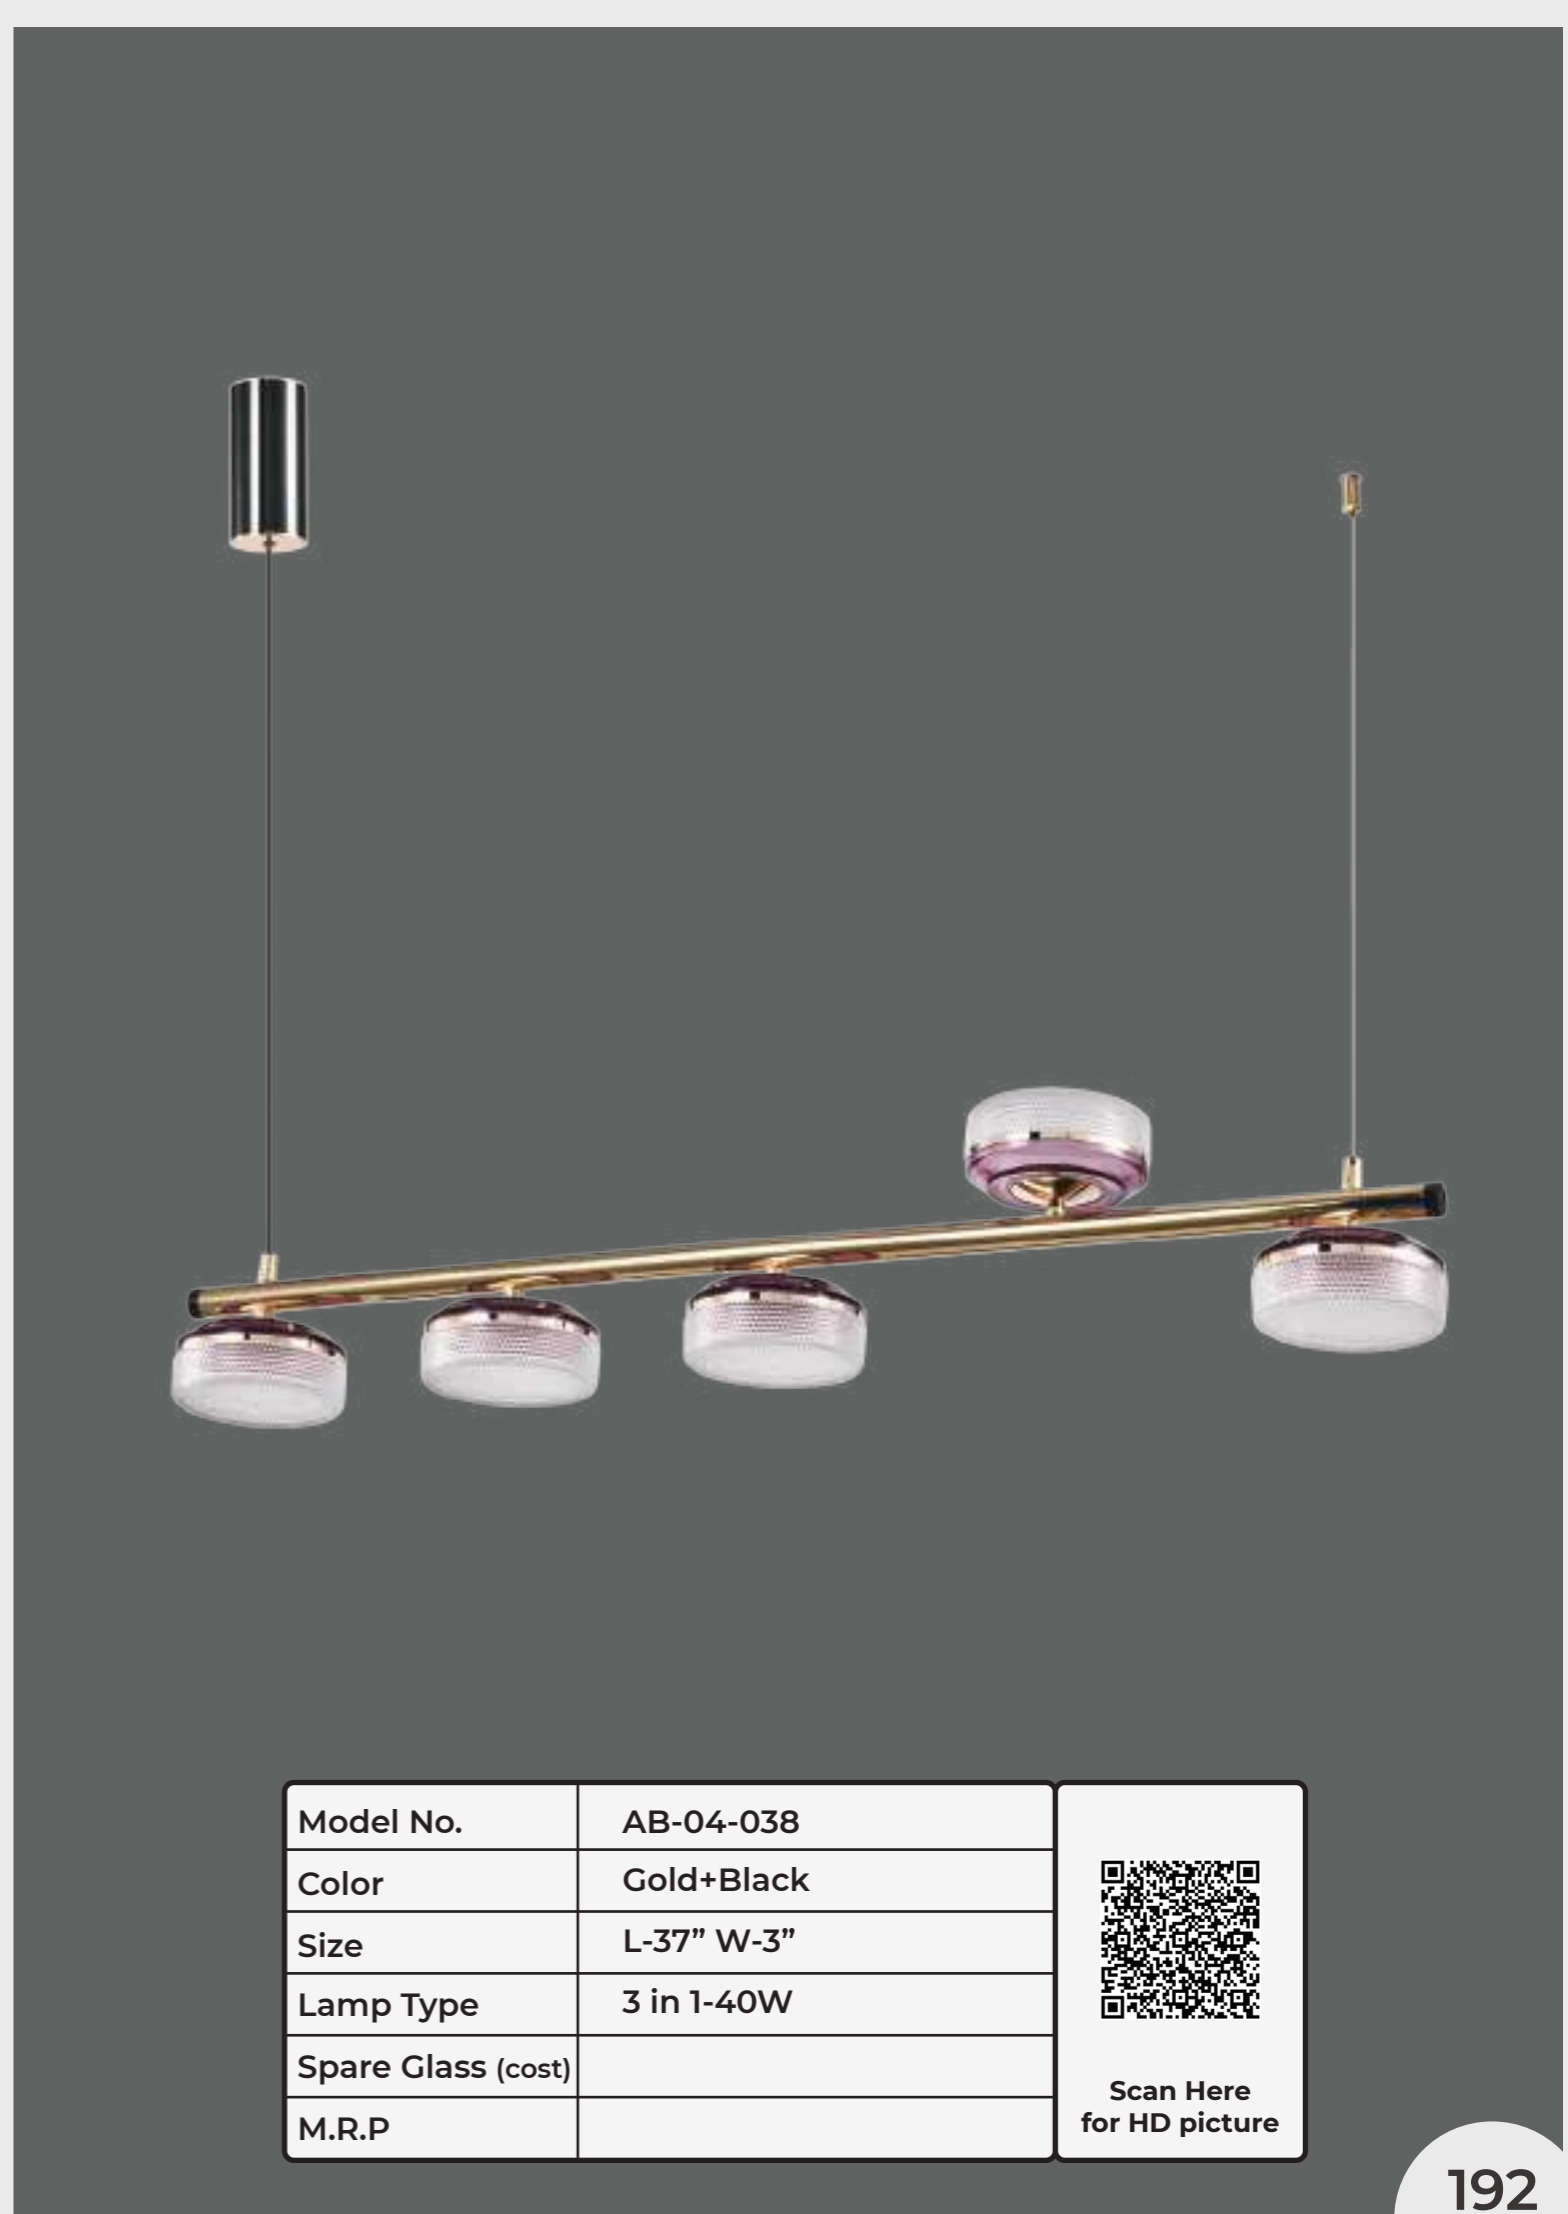 Model No. AB-04-038
Color Gold+Black
Size L-37” W-3”
Lamp Type 3 in 1-40W
Spare Glass (cost)
M.R.P
Scan Here
for HD picture
192